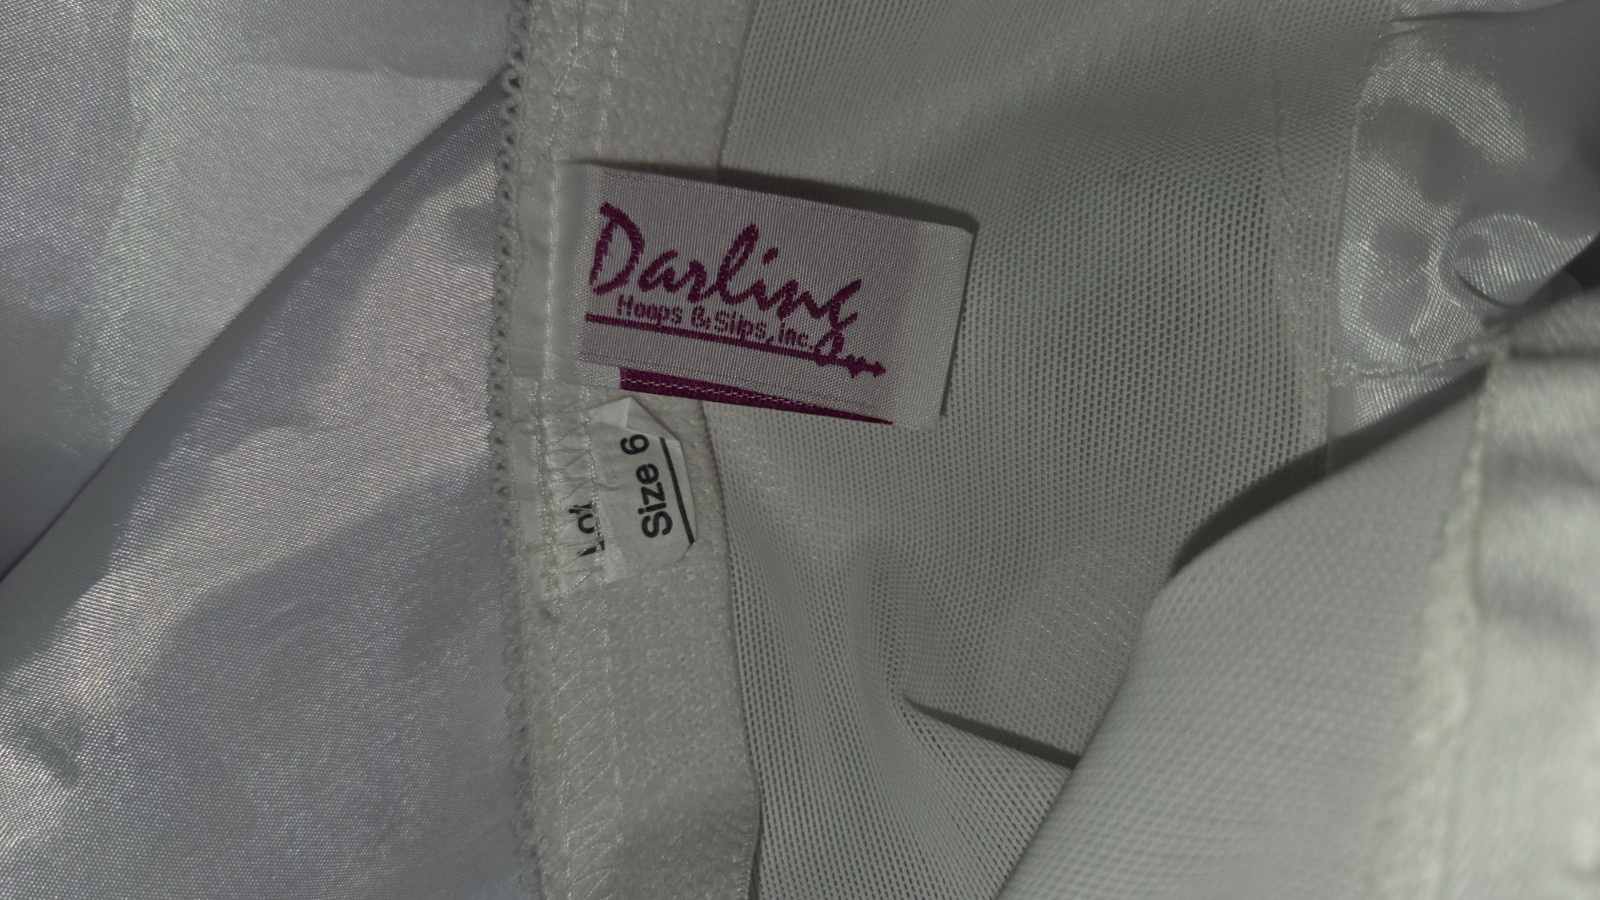 Darling
Hoops & Slips, inc.
Size 6
Lot